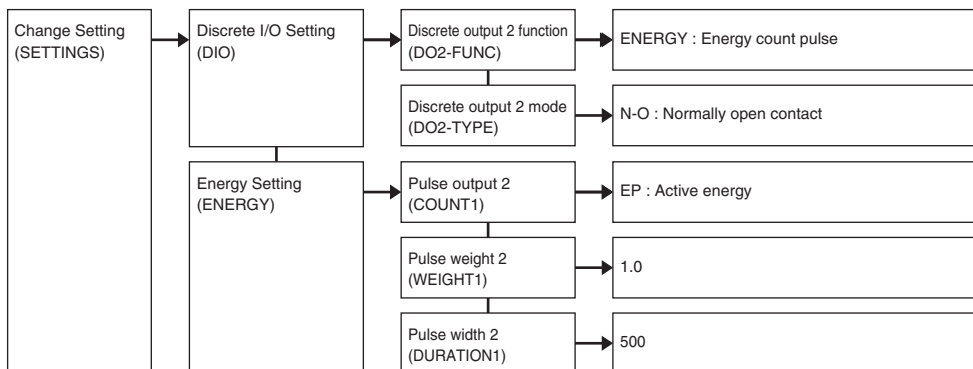 Change Setting
(SETTINGS)
Discrete I/O Setting
(DIO)
Discrete output 2 function
(DO2-FUNC)
ENERGY : Energy count pulse
Discrete output 2 mode
(DO2-TYPE)
N-O : Normally open contact
Energy Setting
(ENERGY)
Pulse output 2
(COUNT1)
EP : Active energy
Pulse weight 2
(WEIGHT1)
1.0
Pulse width 2
(DURATION1)
500